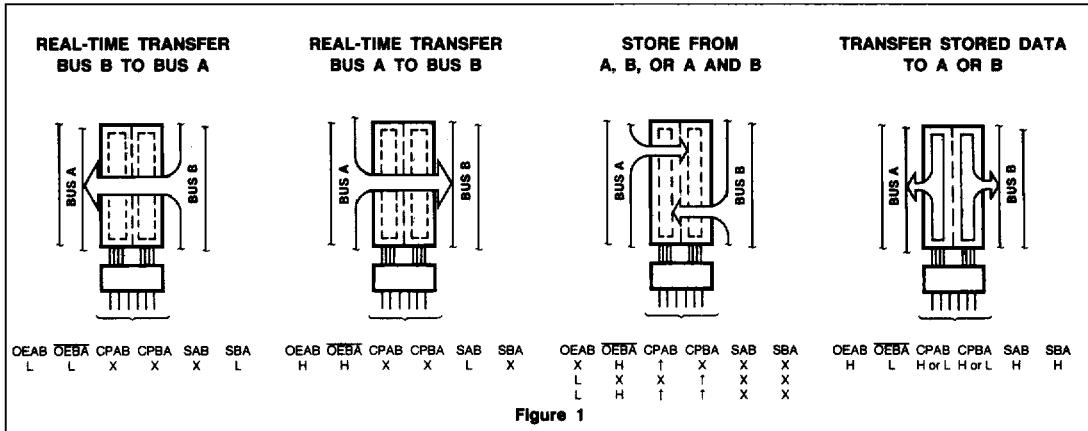 REAL-TIME TRANSFER
BUS B TO BUS A
BUS A
BUS B
OEAB OEBA CPAB CPBA SAB SBA
L L X X X L
REAL-TIME TRANSFER
BUS A TO BUS B
BUS A
BUS B
OEAB OEBA CPAB CPBA SAB SBA
H H X X L X
STORE FROM
A, B, OR A AND B
BUS A
BUS B
OEAB OEBA CPAB CPBA SAB SBA
X H ↑ X X X
L X X ↑ X X
L H ↑ ↑ X X
TRANSFER STORED DATA
TO A OR B
BUS A
BUS B
OEAB OEBA CPAB CPBA SAB SBA
H L H or L H or L H H
Figure 1